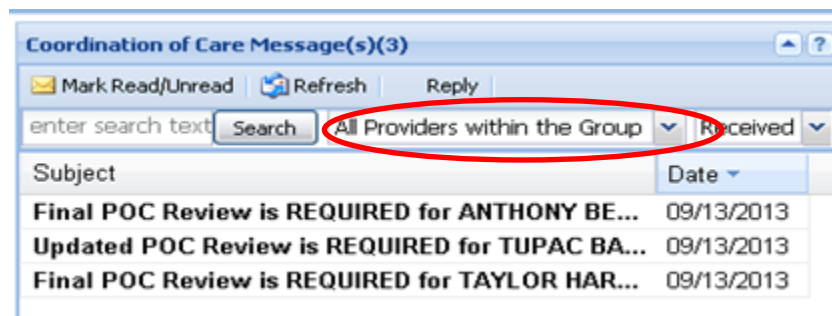 Coordination of Care Message(s)(3) ?
Mark Read/Unread Refresh Reply
enter search text Search All Providers within the Group Received
Subject Date
Final POC Review is REQUIRED for ANTHONY BE... 09/13/2013
Updated POC Review is REQUIRED for TUPAC BA... 09/13/2013
Final POC Review is REQUIRED for TAYLOR HAR... 09/13/2013